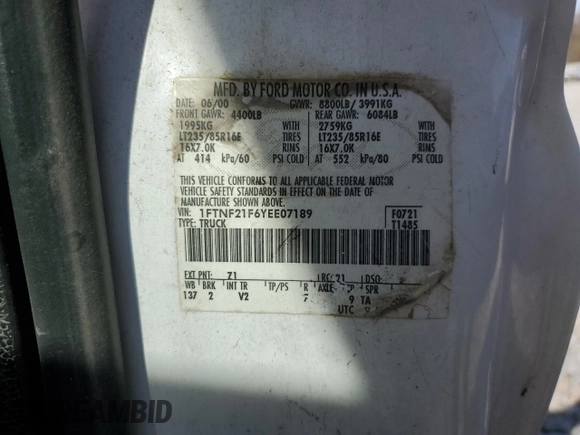 MFD. BY FORD MOTOR CO. IN U.S.A.
DATE: 06/00 GVWR: 8800LB/ 3991KG
FRONT GAWR: 4400LB REAR GAWR: 6084LB
1995KG WITH 2759KG WITH
LT235/85R16E TIRES LT235/85R16E TIRES
16X7.0K RIMS 16X7.0K RIMS
AT 414 kPa/60 PSI COLD AT 552 kPa/80 PSI COLD
THIS VEHICLE CONFORMS TO ALL APPLICABLE FEDERAL MOTOR
VEHICLE SAFETY STANDARDS IN EFFECT ON THE DATE OF
MANUFACTURE SHOWN ABOVE.
VIN: 1FTNF21F6YEE07189 F0721
TYPE: TRUCK T1485
EXT PNT: Z1 RC: 21 DSO:
WB BRK INT TR TP/PS R AXLE SPR
137 2 V2 7 9 TA
UTC